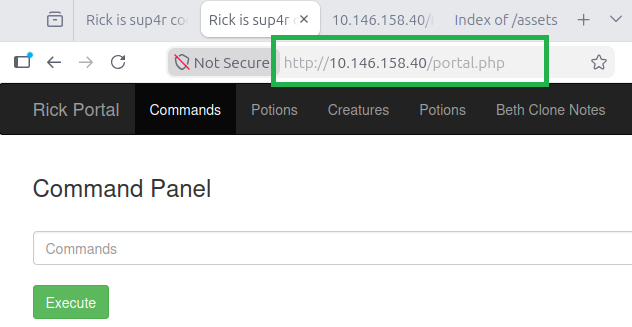 Rick is sup4r co
Rick is sup4r
10.146.158.40/
Index of /assets
Not Secure
http://10.146.158.40/portal.php
Rick Portal
Commands
Potions
Creatures
Potions
Beth Clone Notes
Command Panel
Commands
Execute